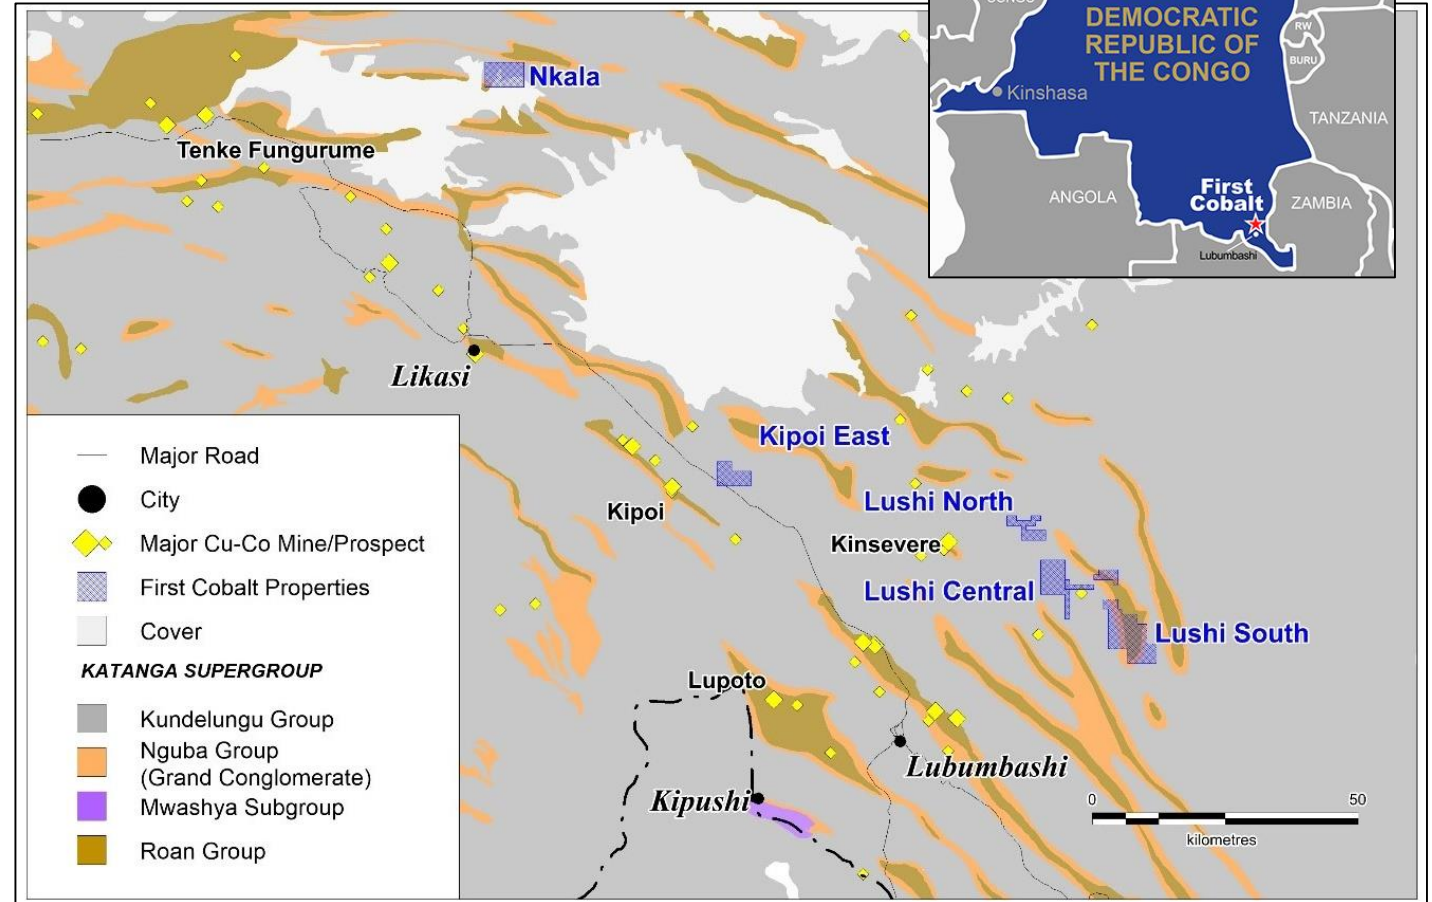 DEMOCRATIC
REPUBLIC OF
THE CONGO
RW
BURU
Kinshasa
TANZANIA
ANGOLA
First
Cobalt
ZAMBIA
Lubumbashi
Nkala
Tenke Fungurume
Likasi
Kipoi East
Kipoi
Lushi North
Kinsevere
Lushi Central
Lushi South
Lupoto
Lubumbashi
Kipushi
0 50
kilometres
Major Road
City
Major Cu-Co Mine/Prospect
First Cobalt Properties
Cover
KATANGA SUPERGROUP
Kundelungu Group
Nguba Group
(Grand Conglomerate)
Mwashya Subgroup
Roan Group